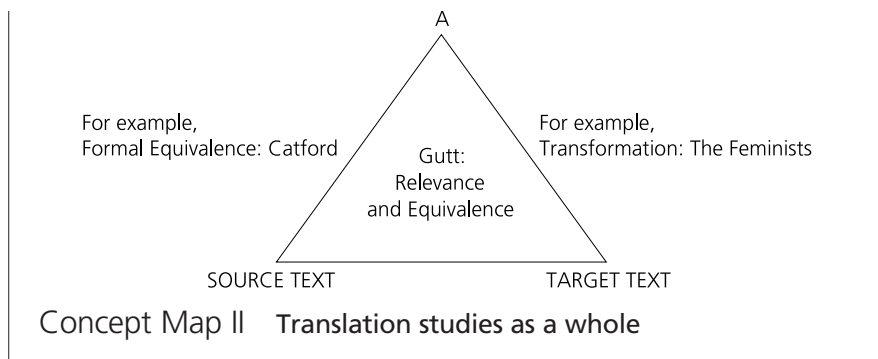 A
For example,
Formal Equivalence: Catford
For example,
Transformation: The Feminists
Gutt:
Relevance
and Equivalence
SOURCE TEXT
TARGET TEXT
Concept Map II Translation studies as a whole